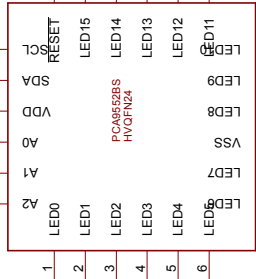 RESET
LED15
LED14
LED13
LED12
LED11
SCL
SDA
VDD
A0
A1
A2
PCA9552BS
HVQFN24
LED10
LED9
LED8
VSS
LED7
LED6
LED0
LED1
LED2
LED3
LED4
LED5
1
2
3
4
5
6